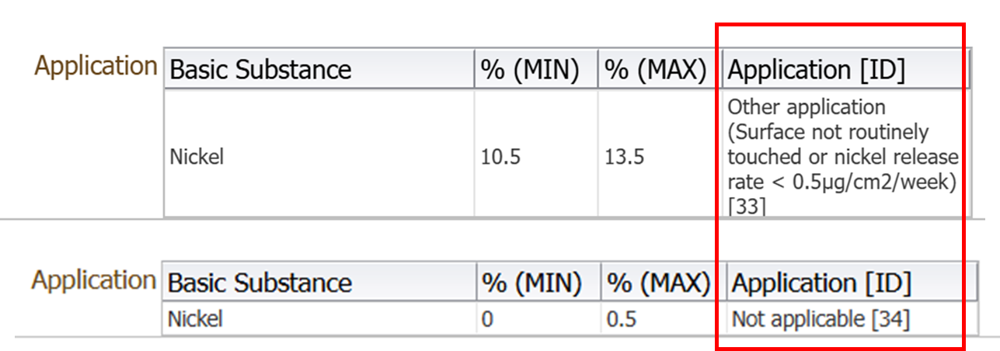 Application Basic Substance % (MIN) % (MAX) Application [ID]
Nickel 10.5 13.5 Other application
(Surface not routinely
touched or nickel release
rate < 0.5µg/cm2/week)
[33]
Application Basic Substance % (MIN) % (MAX) Application [ID]
Nickel 0 0.5 Not applicable [34]